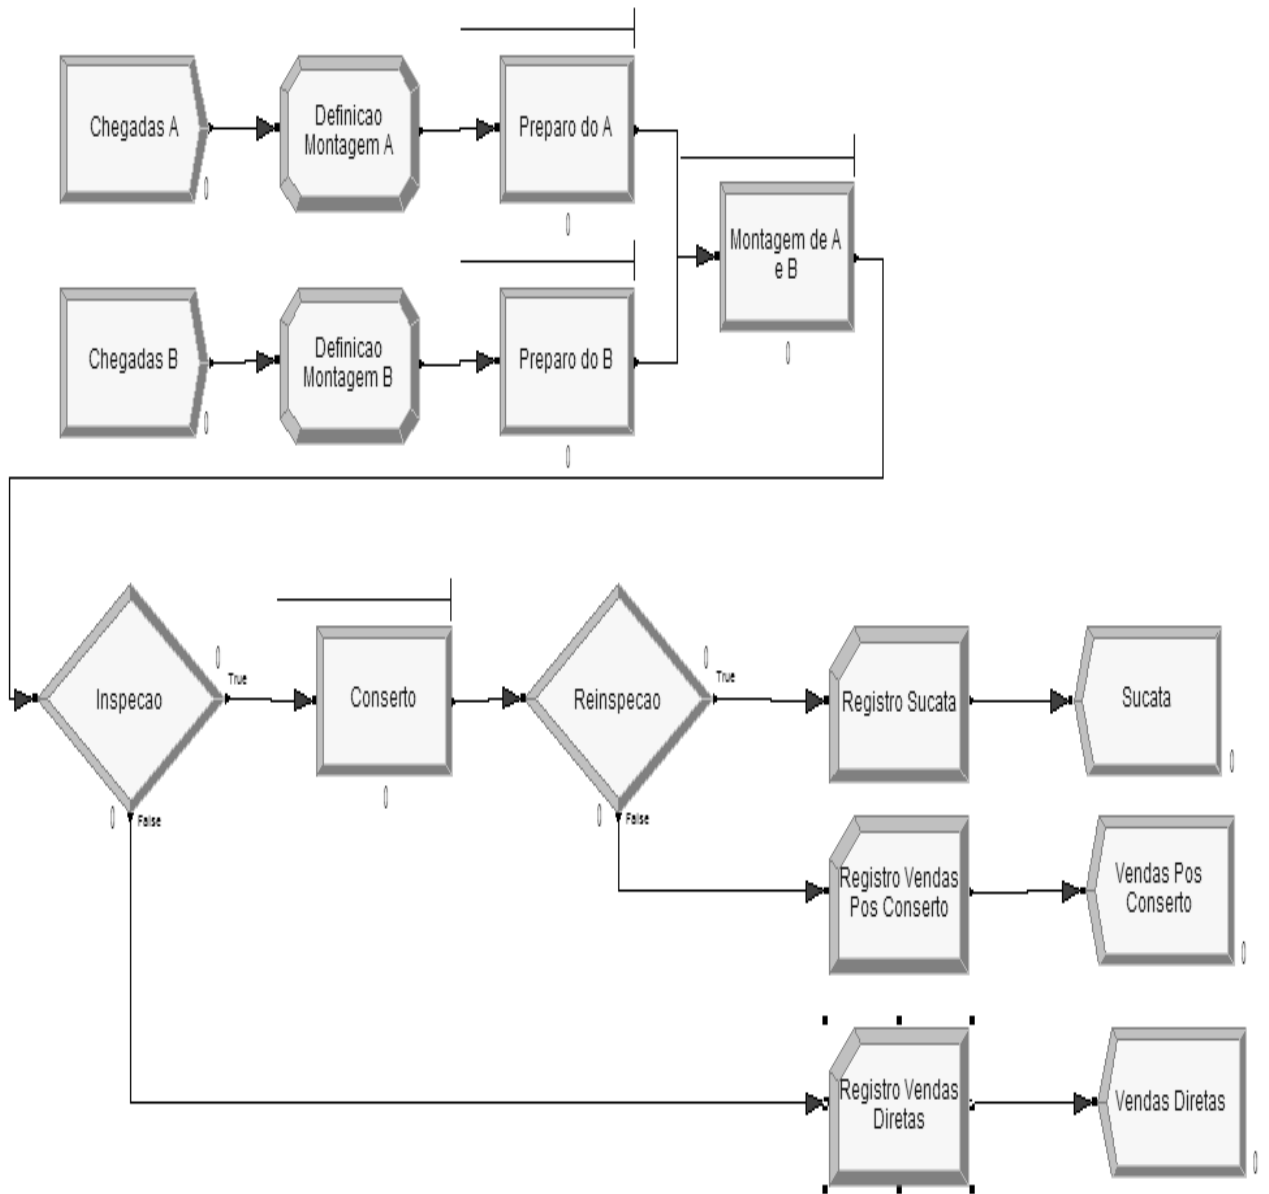 Chegadas A
0
Definicao
Montagem A
Preparo do A
0
Chegadas B
0
Definicao
Montagem B
Preparo do B
0
Montagem de A
e B
0
Inspecao
0
True
0
False
Conserto
0
Reinspecao
0
True
0
False
Registro Sucata
Sucata
0
Registro Vendas
Pos Conserto
Vendas Pos
Conserto
0
Registro Vendas
Diretas
Vendas Diretas
0